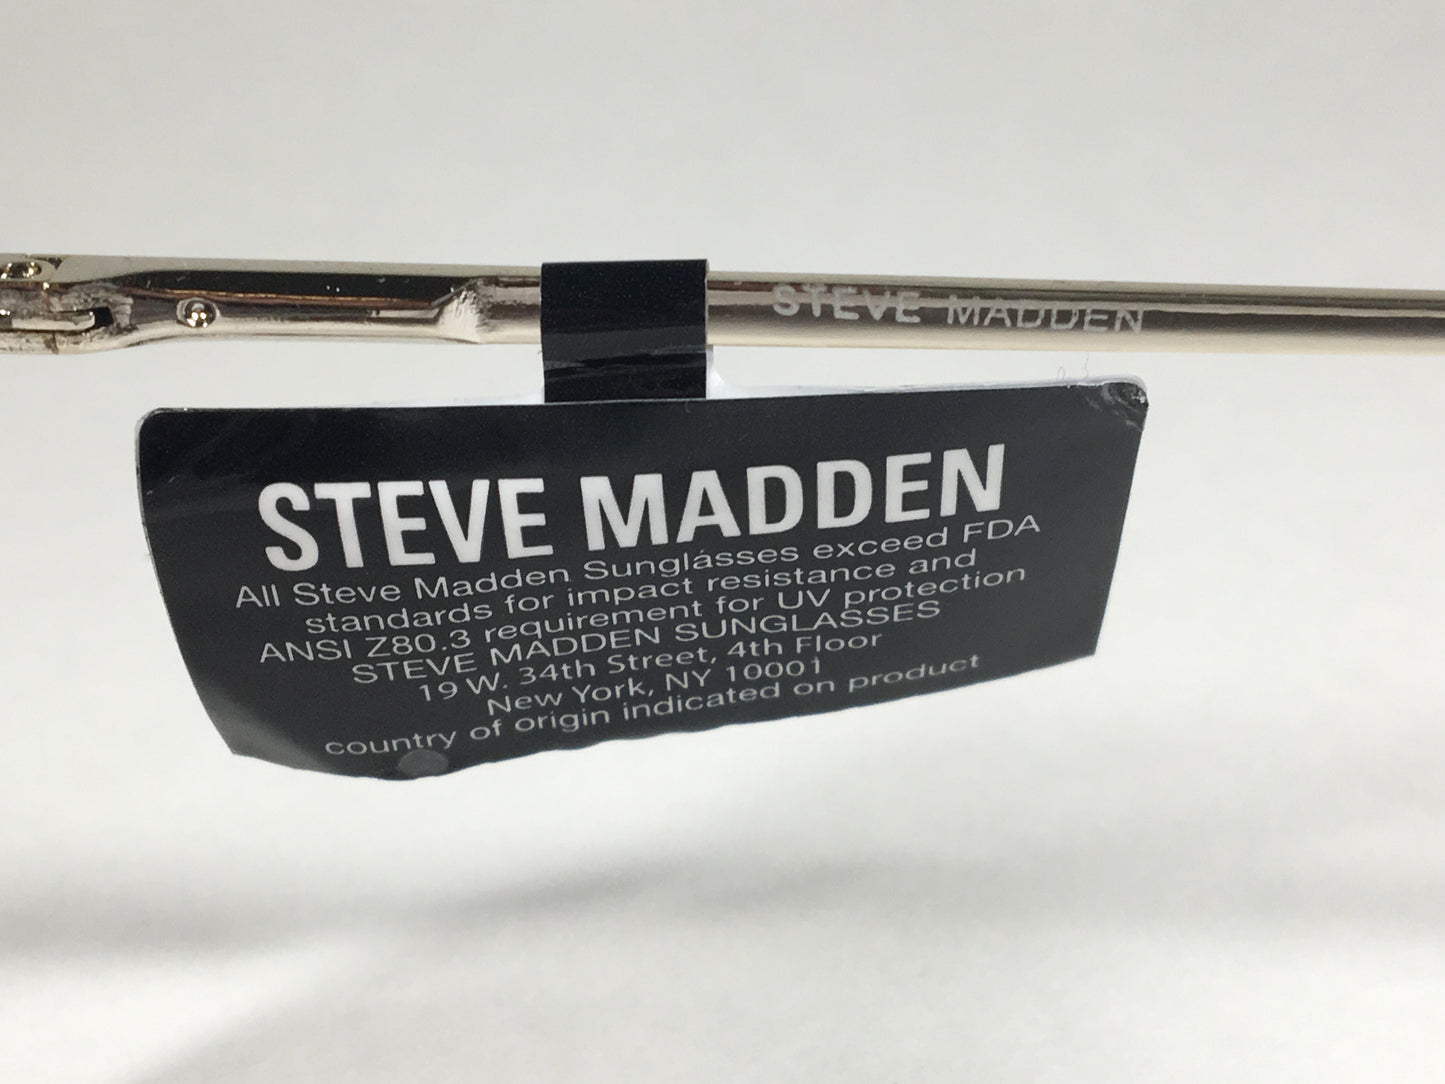 STEVE MADDEN
STEVE MADDEN
All Steve Madden Sunglasses exceed FDA
standards for impact resistance and
ANSI Z80.3 requirement for UV protection
STEVE MADDEN SUNGLASSES
19 W. 34th Street, 4th Floor
New York, NY 10001
country of origin indicated on product